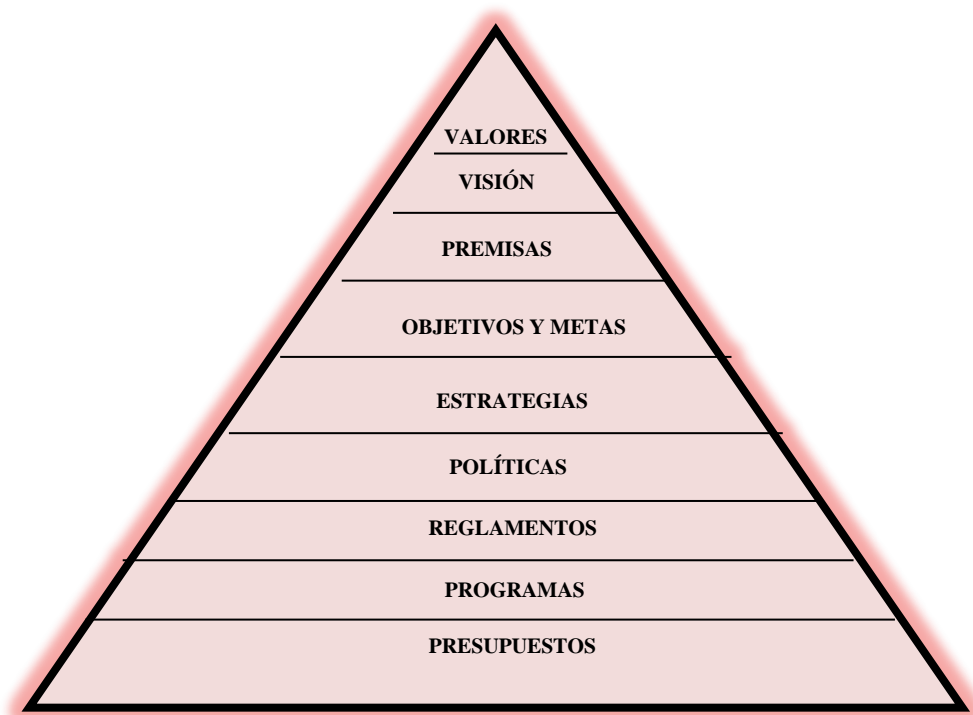 VALORES
VISIÓN
PREMISAS
OBJETIVOS Y METAS
ESTRATEGIAS
POLÍTICAS
REGLAMENTOS
PROGRAMAS
PRESUPUESTOS